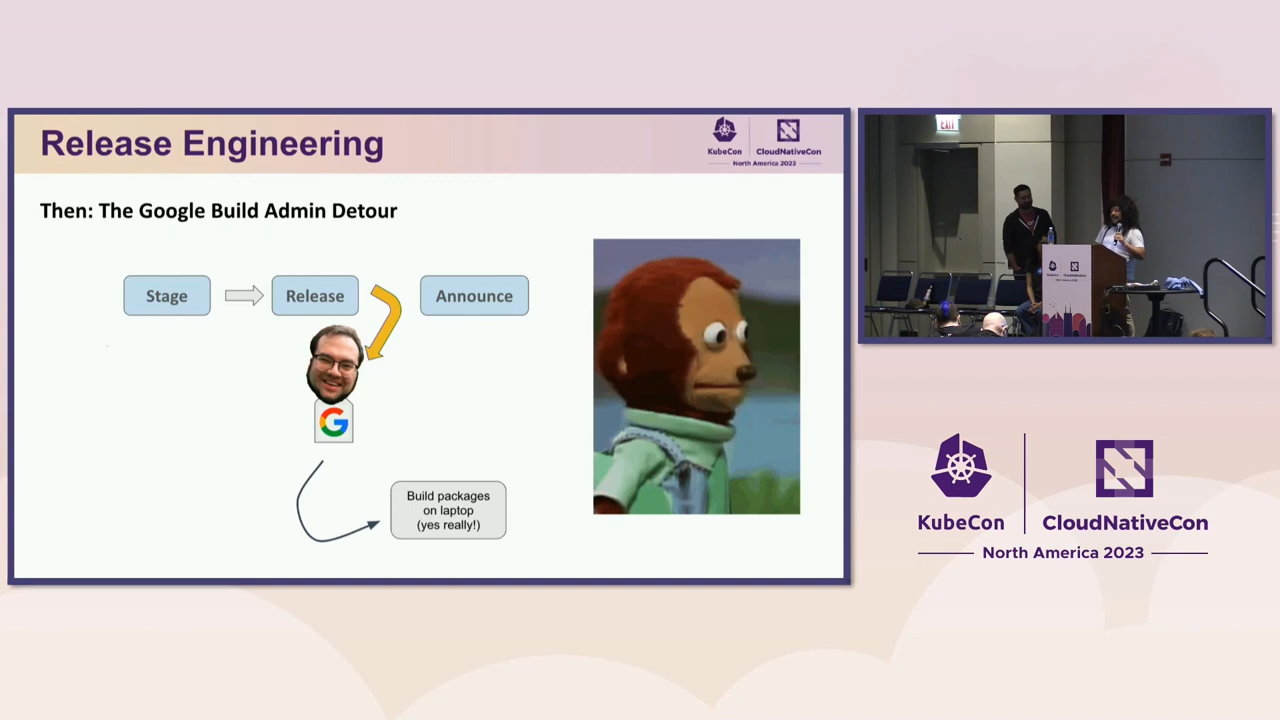 Release Engineering
KubeCon
CloudNativeCon
North America 2023
Then: The Google Build Admin Detour
Stage
Release
Announce
G
Build packages
on laptop
(yes really!)
EXIT
KubeCon
CloudNativeCon
North America 2023